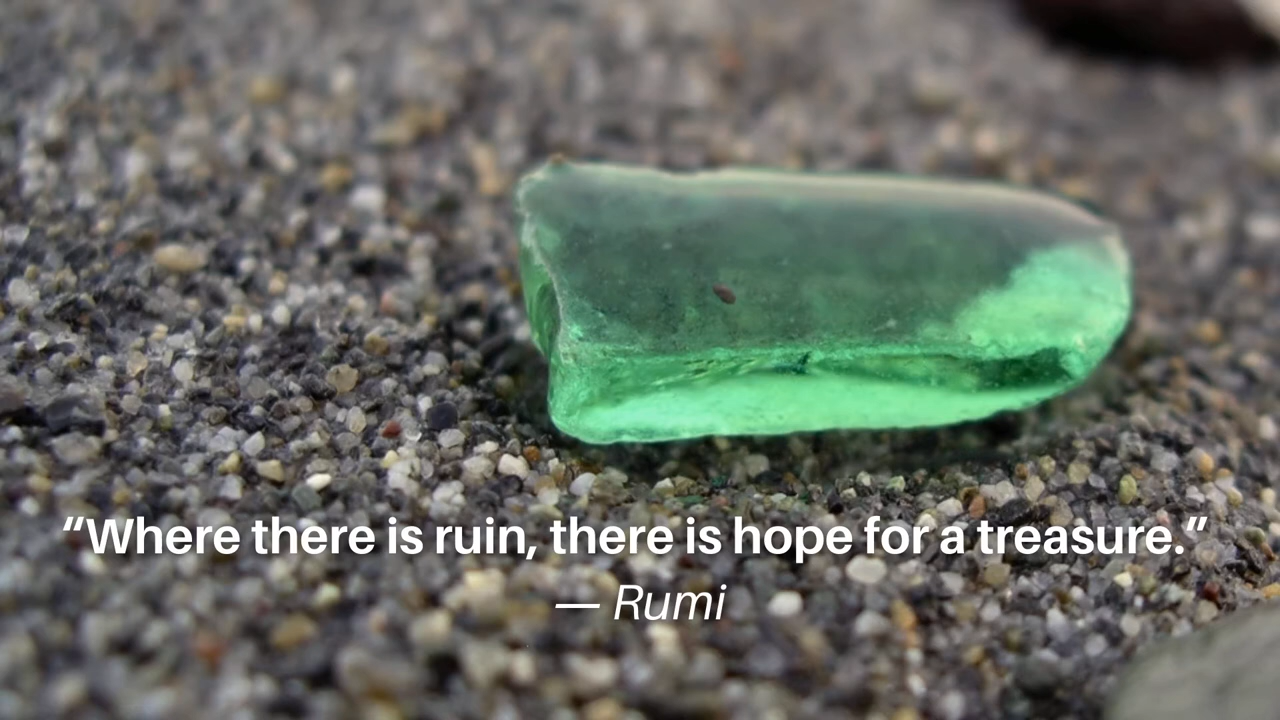 “Where there is ruin, there is hope for a treasure.”
— Rumi